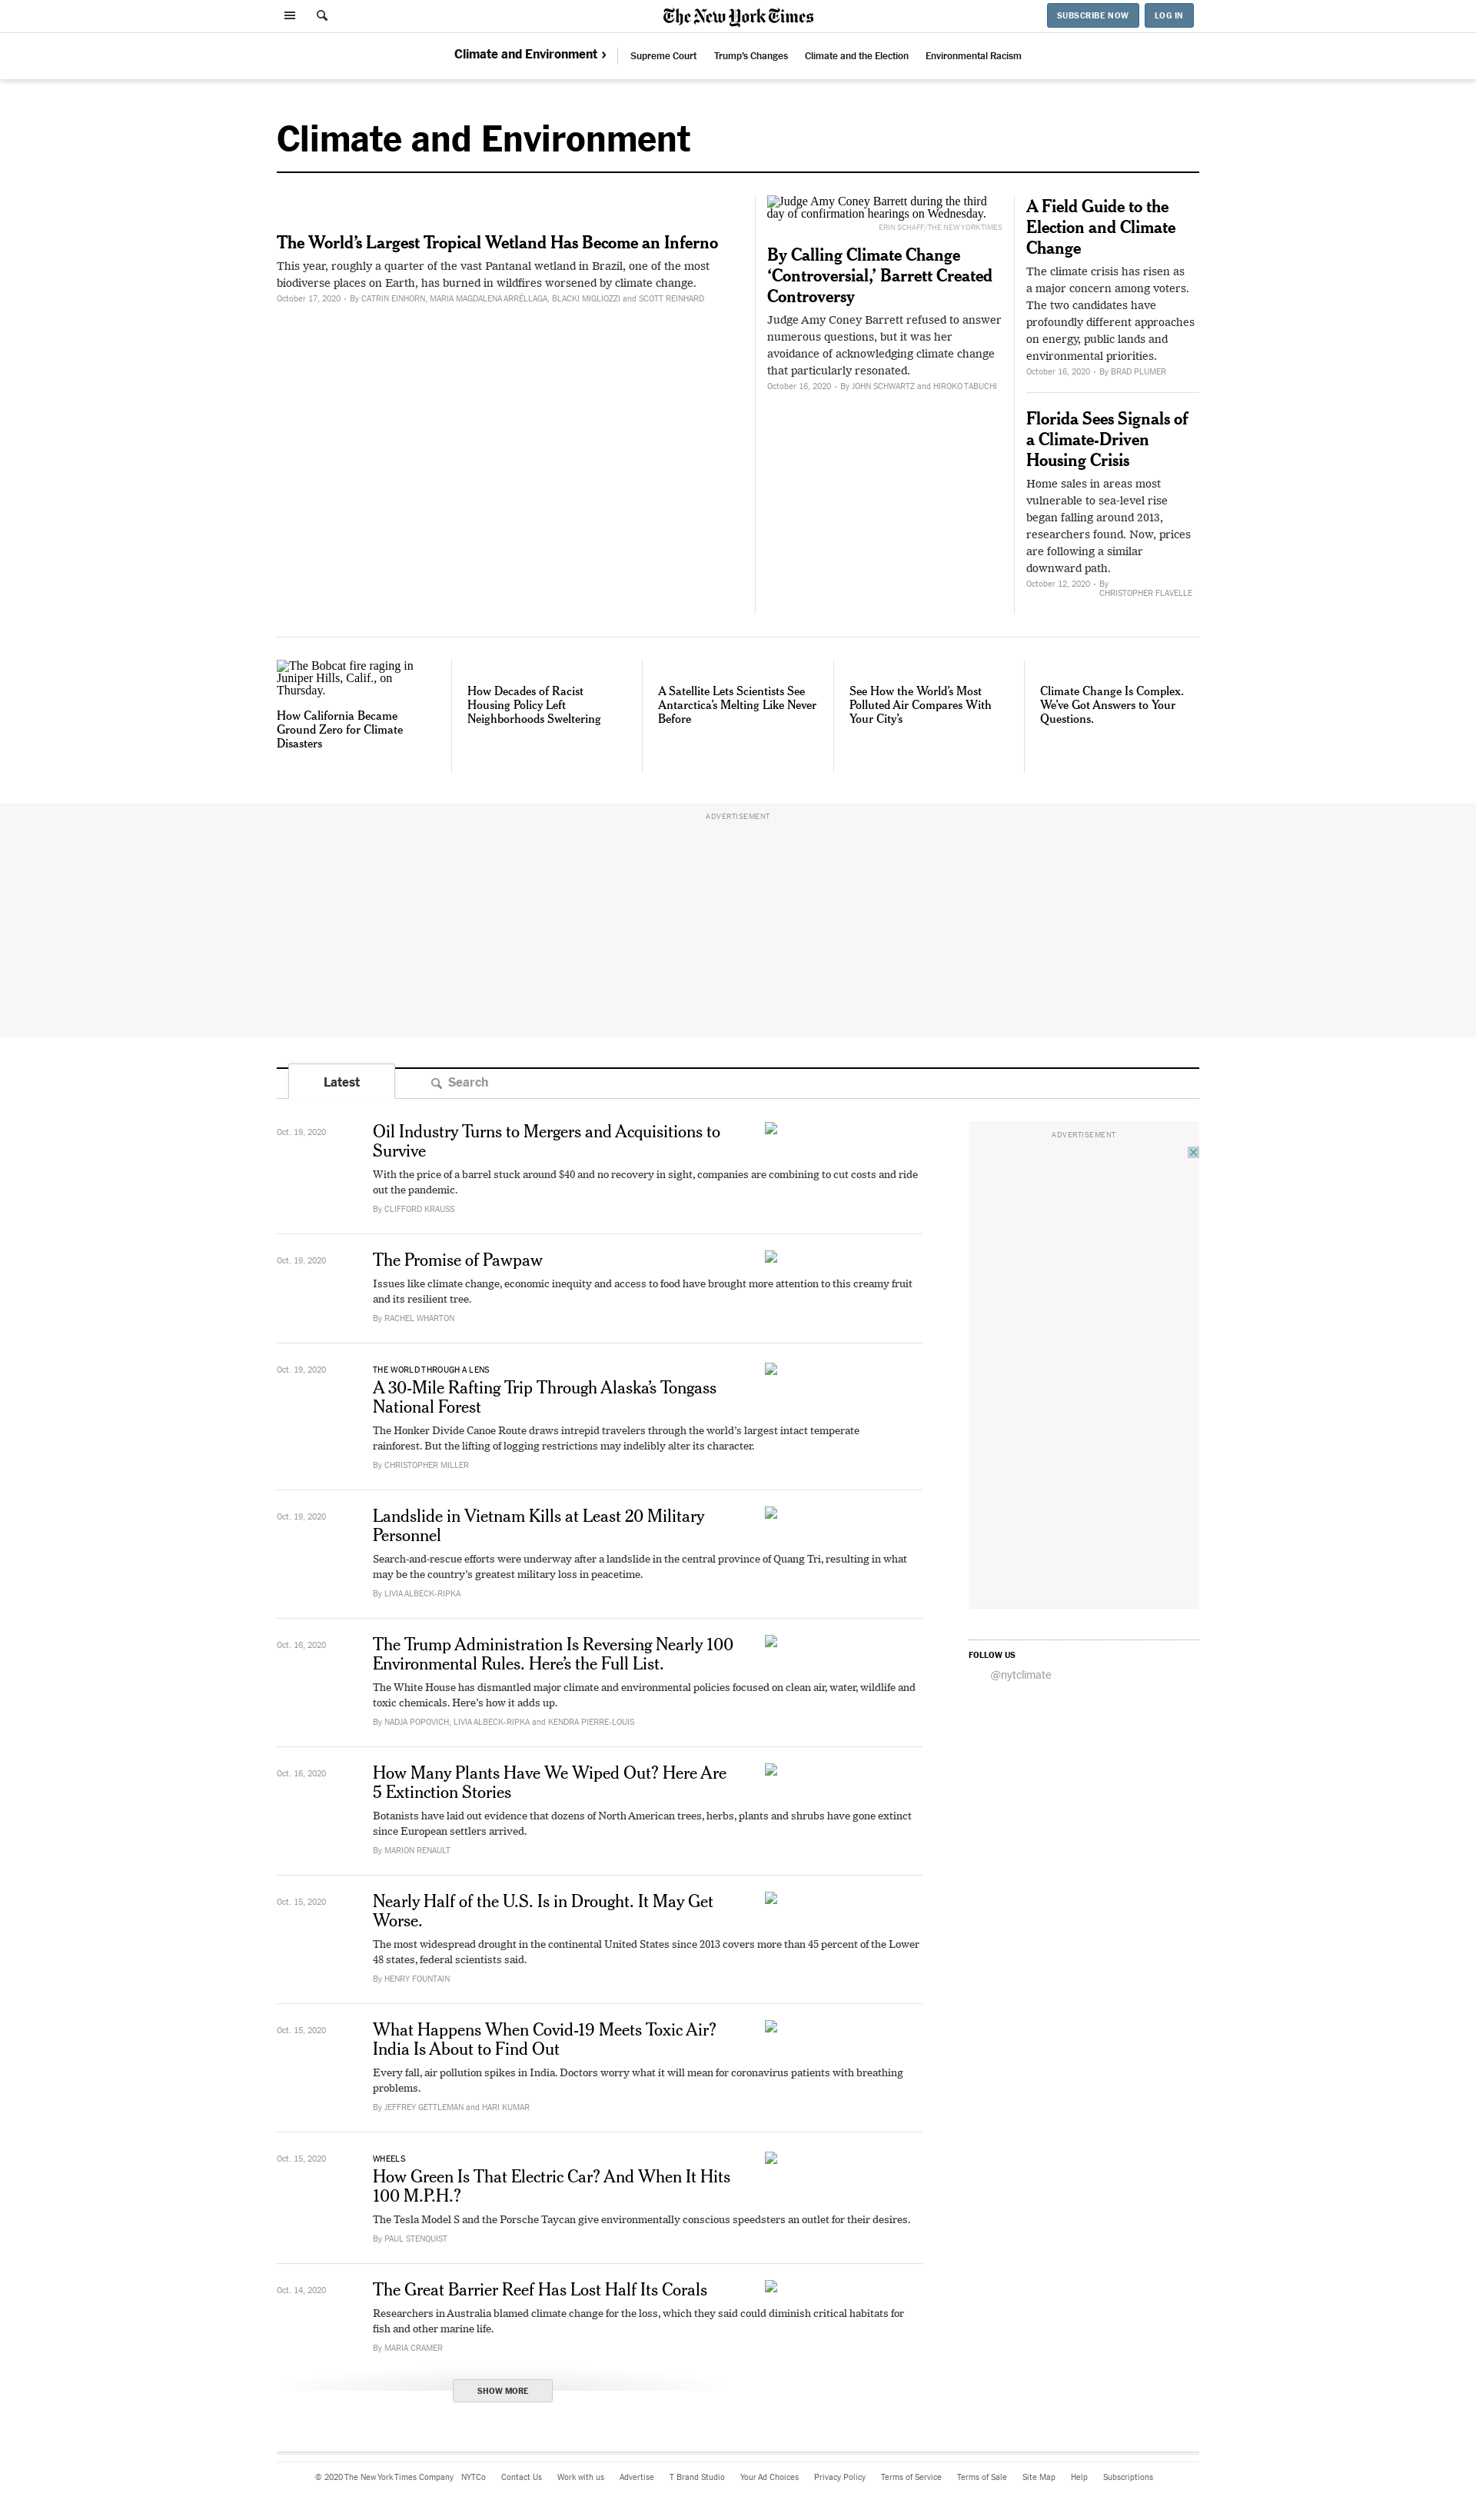 The New York Times
SUBSCRIBE NOW
LOG IN
Climate and Environment ›
Supreme Court
Trump's Changes
Climate and the Election
Environmental Racism
Climate and Environment
The World's Largest Tropical Wetland Has Become an Inferno
This year, roughly a quarter of the vast Pantanal wetland in Brazil, one of the most
biodiverse places on Earth, has burned in wildfires worsened by climate change.
October 17, 2020 • By CATRIN EINHORN, MARIA MAGDALENA ARRÉLLAGA, BLACKI MIGLIOZZI and SCOTT REINHARD
Judge Amy Coney Barrett during the third
day of confirmation hearings on Wednesday.
ERIN SCHAFF/THE NEW YORK TIMES
By Calling Climate Change
'Controversial,' Barrett Created
Controversy
Judge Amy Coney Barrett refused to answer
numerous questions, but it was her
avoidance of acknowledging climate change
that particularly resonated.
October 16, 2020 • By JOHN SCHWARTZ and HIROKO TABUCHI
A Field Guide to the
Election and Climate
Change
The climate crisis has risen as
a major concern among voters.
The two candidates have
profoundly different approaches
on energy, public lands and
environmental priorities.
October 16, 2020 • By BRAD PLUMER
Florida Sees Signals of
a Climate-Driven
Housing Crisis
Home sales in areas most
vulnerable to sea-level rise
began falling around 2013,
researchers found. Now, prices
are following a similar
downward path.
October 12, 2020 • By
CHRISTOPHER FLAVELLE
The Bobcat fire raging in
Juniper Hills, Calif., on
Thursday.
How California Became
Ground Zero for Climate
Disasters
How Decades of Racist
Housing Policy Left
Neighborhoods Sweltering
A Satellite Lets Scientists See
Antarctica's Melting Like Never
Before
See How the World's Most
Polluted Air Compares With
Your City's
Climate Change Is Complex.
We've Got Answers to Your
Questions.
ADVERTISEMENT
Latest
Search
Oct. 19, 2020
Oil Industry Turns to Mergers and Acquisitions to
Survive
With the price of a barrel stuck around $40 and no recovery in sight, companies are combining to cut costs and ride
out the pandemic.
By CLIFFORD KRAUSS
Oct. 19, 2020
The Promise of Pawpaw
Issues like climate change, economic inequity and access to food have brought more attention to this creamy fruit
and its resilient tree.
By RACHEL WHARTON
Oct. 19, 2020
THE WORLD THROUGH A LENS
A 30-Mile Rafting Trip Through Alaska's Tongass
National Forest
The Honker Divide Canoe Route draws intrepid travelers through the world's largest intact temperate
rainforest. But the lifting of logging restrictions may indelibly alter its character.
By CHRISTOPHER MILLER
Oct. 19, 2020
Landslide in Vietnam Kills at Least 20 Military
Personnel
Search-and-rescue efforts were underway after a landslide in the central province of Quang Tri, resulting in what
may be the country's greatest military loss in peacetime.
By LIVIA ALBECK-RIPKA
Oct. 16, 2020
The Trump Administration Is Reversing Nearly 100
Environmental Rules. Here's the Full List.
The White House has dismantled major climate and environmental policies focused on clean air, water, wildlife and
toxic chemicals. Here's how it adds up.
By NADJA POPOVICH, LIVIA ALBECK-RIPKA and KENDRA PIERRE-LOUIS
Oct. 16, 2020
How Many Plants Have We Wiped Out? Here Are
5 Extinction Stories
Botanists have laid out evidence that dozens of North American trees, herbs, plants and shrubs have gone extinct
since European settlers arrived.
By MARION RENAULT
Oct. 15, 2020
Nearly Half of the U.S. Is in Drought. It May Get
Worse.
The most widespread drought in the continental United States since 2013 covers more than 45 percent of the Lower
48 states, federal scientists said.
By HENRY FOUNTAIN
Oct. 15, 2020
What Happens When Covid-19 Meets Toxic Air?
India Is About to Find Out
Every fall, air pollution spikes in India. Doctors worry what it will mean for coronavirus patients with breathing
problems.
By JEFFREY GETTLEMAN and HARI KUMAR
Oct. 15, 2020
WHEELS
How Green Is That Electric Car? And When It Hits
100 M.P.H.?
The Tesla Model S and the Porsche Taycan give environmentally conscious speedsters an outlet for their desires.
By PAUL STENQUIST
Oct. 14, 2020
The Great Barrier Reef Has Lost Half Its Corals
Researchers in Australia blamed climate change for the loss, which they said could diminish critical habitats for
fish and other marine life.
By MARIA CRAMER
SHOW MORE
ADVERTISEMENT
FOLLOW US
@nytclimate
© 2020 The New York Times Company NYTCo Contact Us Work with us Advertise T Brand Studio Your Ad Choices Privacy Policy Terms of Service Terms of Sale Site Map Help Subscriptions